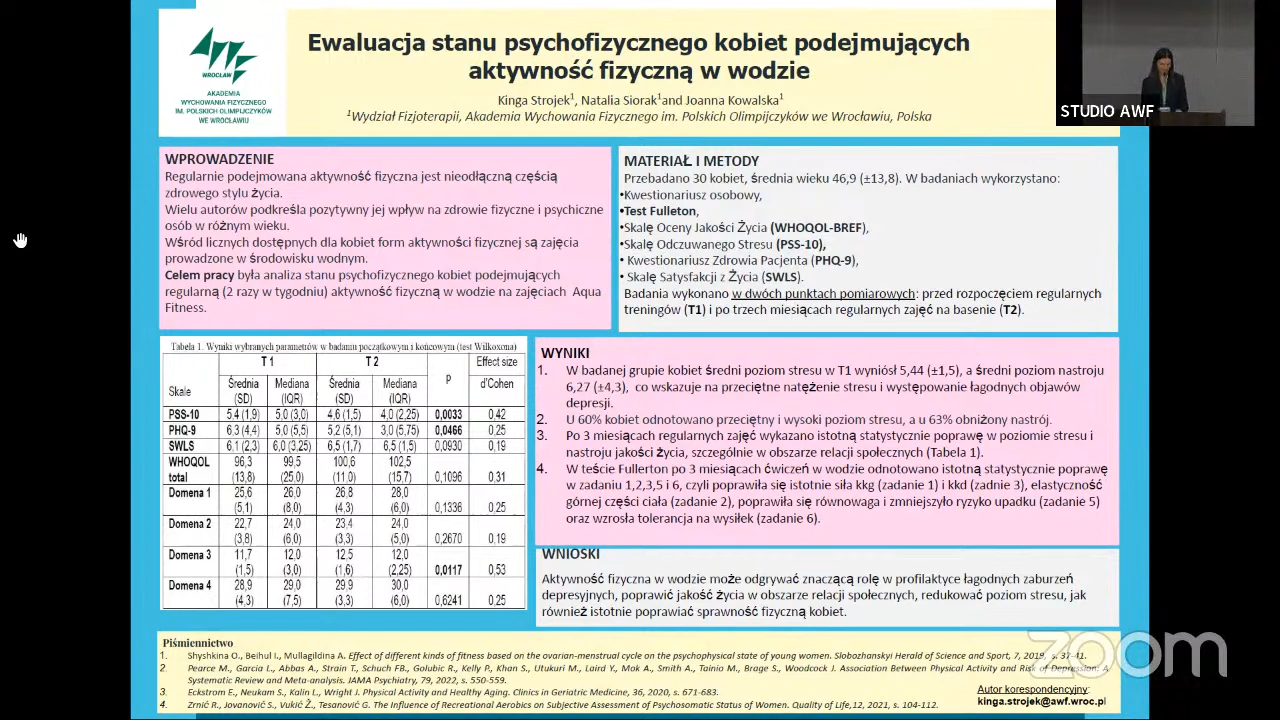 WROCŁAW
AKADEMIA
WYCHOWANIA FIZYCZNEGO
IM. POLSKICH OLIMPIJCZYKÓW
WE WROCŁAWIU
Ewaluacja stanu psychofizycznego kobiet podejmujących
aktywność fizyczną w wodzie
Kinga Strojek¹, Natalia Siorak¹and Joanna Kowalska¹
¹Wydział Fizjoterapii, Akademia Wychowania Fizycznego im. Polskich Olimpijczyków we Wrocławiu, Polska
STUDIO AWF
WPROWADZENIE
Regularnie podejmowana aktywność fizyczna jest nieodłączną częścią
zdrowego stylu życia.
Wielu autorów podkreśla pozytywny jej wpływ na zdrowie fizyczne i psychiczne
osób w różnym wieku.
Wśród licznych dostępnych dla kobiet form aktywności fizycznej są zajęcia
prowadzone w środowisku wodnym.
Celem pracy była analiza stanu psychofizycznego kobiet podejmujących
regularną (2 razy w tygodniu) aktywność fizyczną w wodzie na zajęciach Aqua
Fitness.
MATERIAŁ I METODY
Przebadano 30 kobiet, średnia wieku 46,9 (±13,8). W badaniach wykorzystano:
•Kwestionariusz osobowy,
•Test Fulleton,
•Skalę Oceny Jakości Życia (WHOQOL-BREF),
•Skalę Odczuwanego Stresu (PSS-10),
• Kwestionariusz Zdrowia Pacjenta (PHQ-9),
• Skalę Satysfakcji z Życia (SWLS).
Badania wykonano w dwóch punktach pomiarowych: przed rozpoczęciem regularnych
treningów (T1) i po trzech miesiącach regularnych zajęć na basenie (T2).
Tabela 1. Wyniki wybranych parametrów w badaniu początkowym i końcowym (test Wilkoxona)
Skale T 1 T 2 p Effect size
Średnia (SD) Mediana (IQR) Średnia (SD) Mediana (IQR) d'Cohen
PSS-10 5.4 (1,9) 5,0 (3,0) 4,6 (1,5) 4,0 (2,25) 0,0033 0,42
PHQ-9 6.3 (4,4) 5,0 (5,5) 5,2 (5,1) 3,0 (5,75) 0,0466 0,25
SWLS 6.1 (2,3) 6,0 (3,25) 6,5 (1,7) 6,5 (1,5) 0,0930 0,19
WHOQOL total 96,3 (13,8) 99,5 (25,0) 100,6 (11,0) 102,5 (15,7) 0,1096 0,31
Domena 1 25,6 (5,1) 26,0 (8,0) 26,8 (4,3) 28,0 (6,0) 0,1336 0,25
Domena 2 22,7 (3,8) 24,0 (6,0) 23,4 (3,3) 24,0 (5,0) 0,2670 0,19
Domena 3 11,7 (1,5) 12,0 (3,0) 12,5 (1,6) 12,0 (2,25) 0,0117 0,53
Domena 4 28,9 (4,3) 29,0 (7,5) 29,9 (3,3) 30,0 (6,0) 0,6241 0,25
WYNIKI
1. W badanej grupie kobiet średni poziom stresu w T1 wyniósł 5,44 (±1,5), a średni poziom nastroju
6,27 (±4,3), co wskazuje na przeciętne natężenie stresu i występowanie łagodnych objawów
depresji.
2. U 60% kobiet odnotowano przeciętny i wysoki poziom stresu, a u 63% obniżony nastrój.
3. Po 3 miesiącach regularnych zajęć wykazano istotną statystycznie poprawę w poziomie stresu i
nastroju jakości życia, szczególnie w obszarze relacji społecznych (Tabela 1).
4. W teście Fullerton po 3 miesiącach ćwiczeń w wodzie odnotowano istotną statystycznie poprawę
w zadaniu 1,2,3,5 i 6, czyli poprawiła się istotnie siła kkg (zadanie 1) i kkd (zadnie 3), elastyczność
górnej części ciała (zadanie 2), poprawiła się równowaga i zmniejszyło ryzyko upadku (zadanie 5)
oraz wzrosła tolerancja na wysiłek (zadanie 6).
WNIOSKI
Aktywność fizyczna w wodzie może odgrywać znaczącą rolę w profilaktyce łagodnych zaburzeń
depresyjnych, poprawić jakość życia w obszarze relacji społecznych, redukować poziom stresu, jak
również istotnie poprawiać sprawność fizyczną kobiet.
Piśmiennictwo
1. Shyshkina O., Beihul I., Mullagildina A. Effect of different kinds of fitness based on the ovarian-menstrual cycle on the psychophysical state of young women. Slobozhanskyi Herald of Science and Sport, 7, 2019, s. 37-41.
2. Pearce M., Garcia L., Abbas A., Strain T., Schuch FB., Golubic R., Kelly P., Khan S., Utukuri M., Laird Y., Mok A., Smith A., Tainio M., Brage S., Woodcock J. Association Between Physical Activity and Risk of Depression: A
Systematic Review and Meta-analysis. JAMA Psychiatry, 79, 2022, s. 550-559.
3. Eckstrom E., Neukam S., Kalin L., Wright J. Physical Activity and Healthy Aging. Clinics in Geriatric Medicine, 36, 2020, s. 671-683.
4. Zrnić R., Jovanović S., Vukić Ž., Tesanović G. The Influence of Recreational Aerobics on Subjective Assessment of Psychosomatic Status of Women. Quality of Life,12, 2021, s. 104-112.
Autor korespondencyjny:
kinga.strojek@awf.wroc.pl
zoom